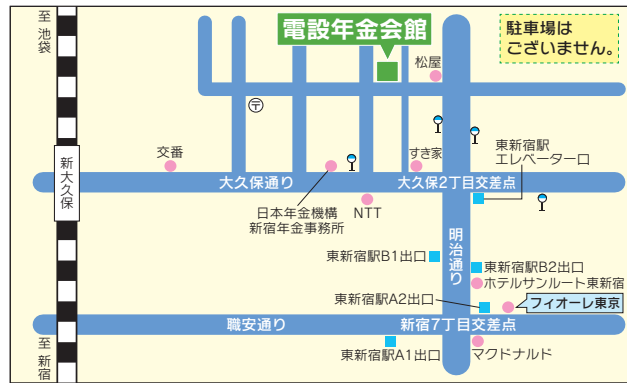 至
池
袋
電設年金会館
駐車場は
ございません。
松屋
〒
交番
すき家
東新宿駅
エレベーター口
新大久保
大久保通り
大久保2丁目交差点
日本年金機構
新宿年金事務所
NTT
明治通り
東新宿駅B1出口
東新宿駅B2出口
ホテルサンルート東新宿
東新宿駅A2出口
フィオーレ東京
職安通り
新宿7丁目交差点
至
新
宿
東新宿駅A1出口
マクドナルド